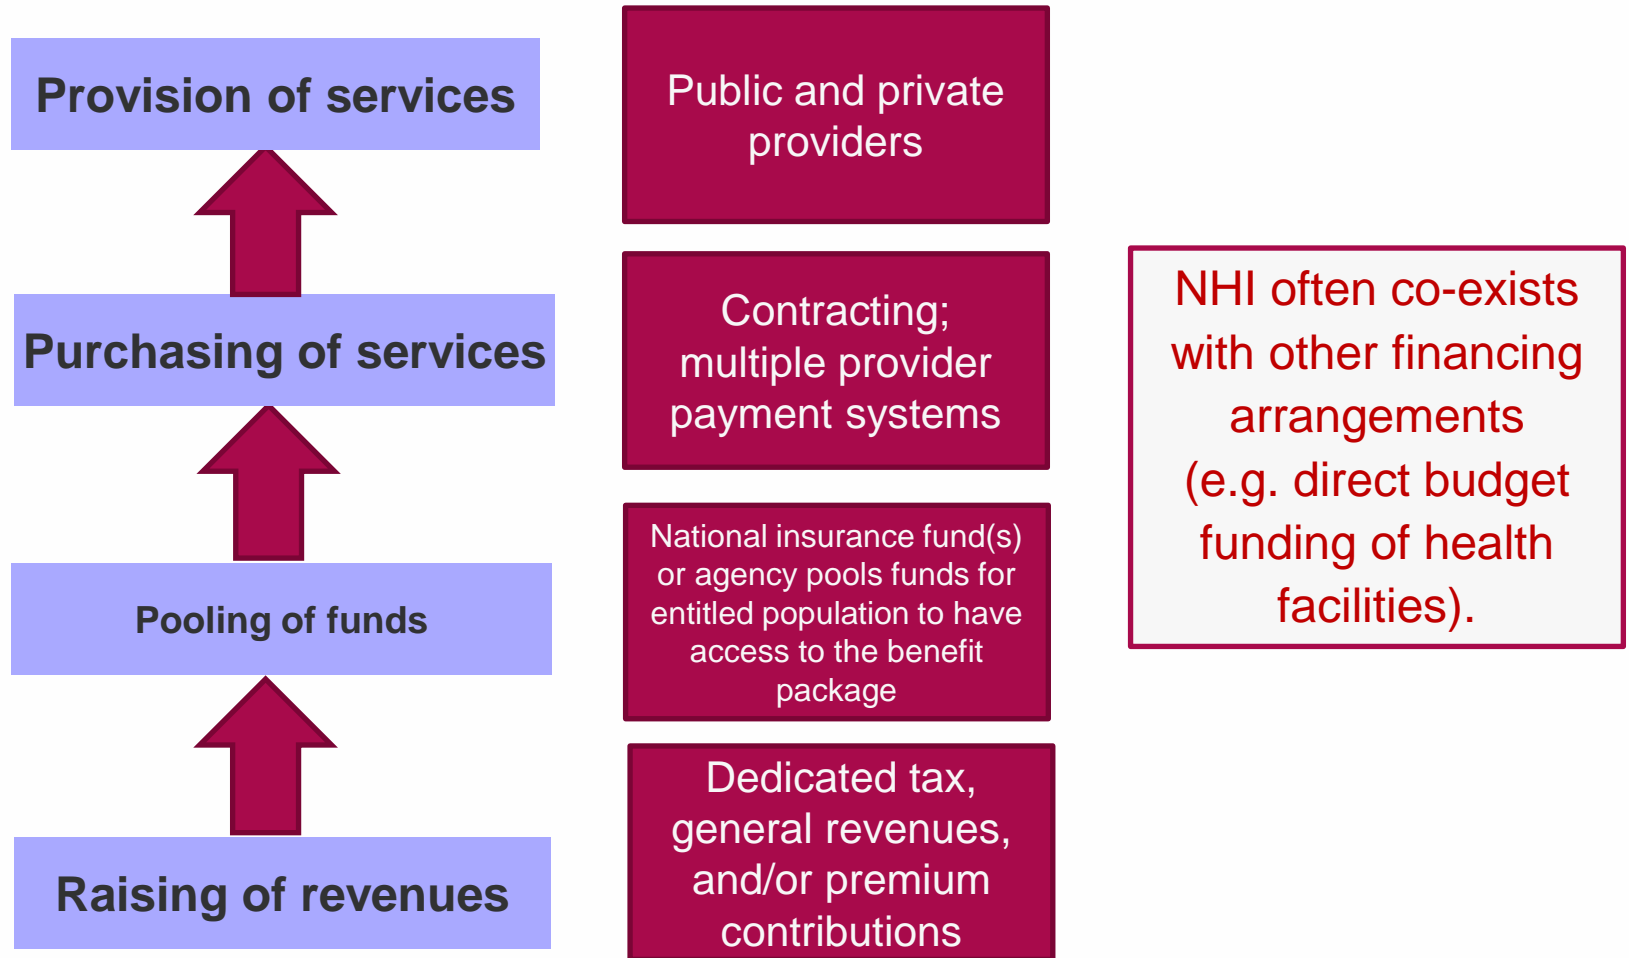 Provision of services
Public and private
providers
Purchasing of services
Contracting;
multiple provider
payment systems
NHI often co-exists
with other financing
arrangements
(e.g. direct budget
funding of health
facilities).
Pooling of funds
National insurance fund(s)
or agency pools funds for
entitled population to have
access to the benefit
package
Raising of revenues
Dedicated tax,
general revenues,
and/or premium
contributions